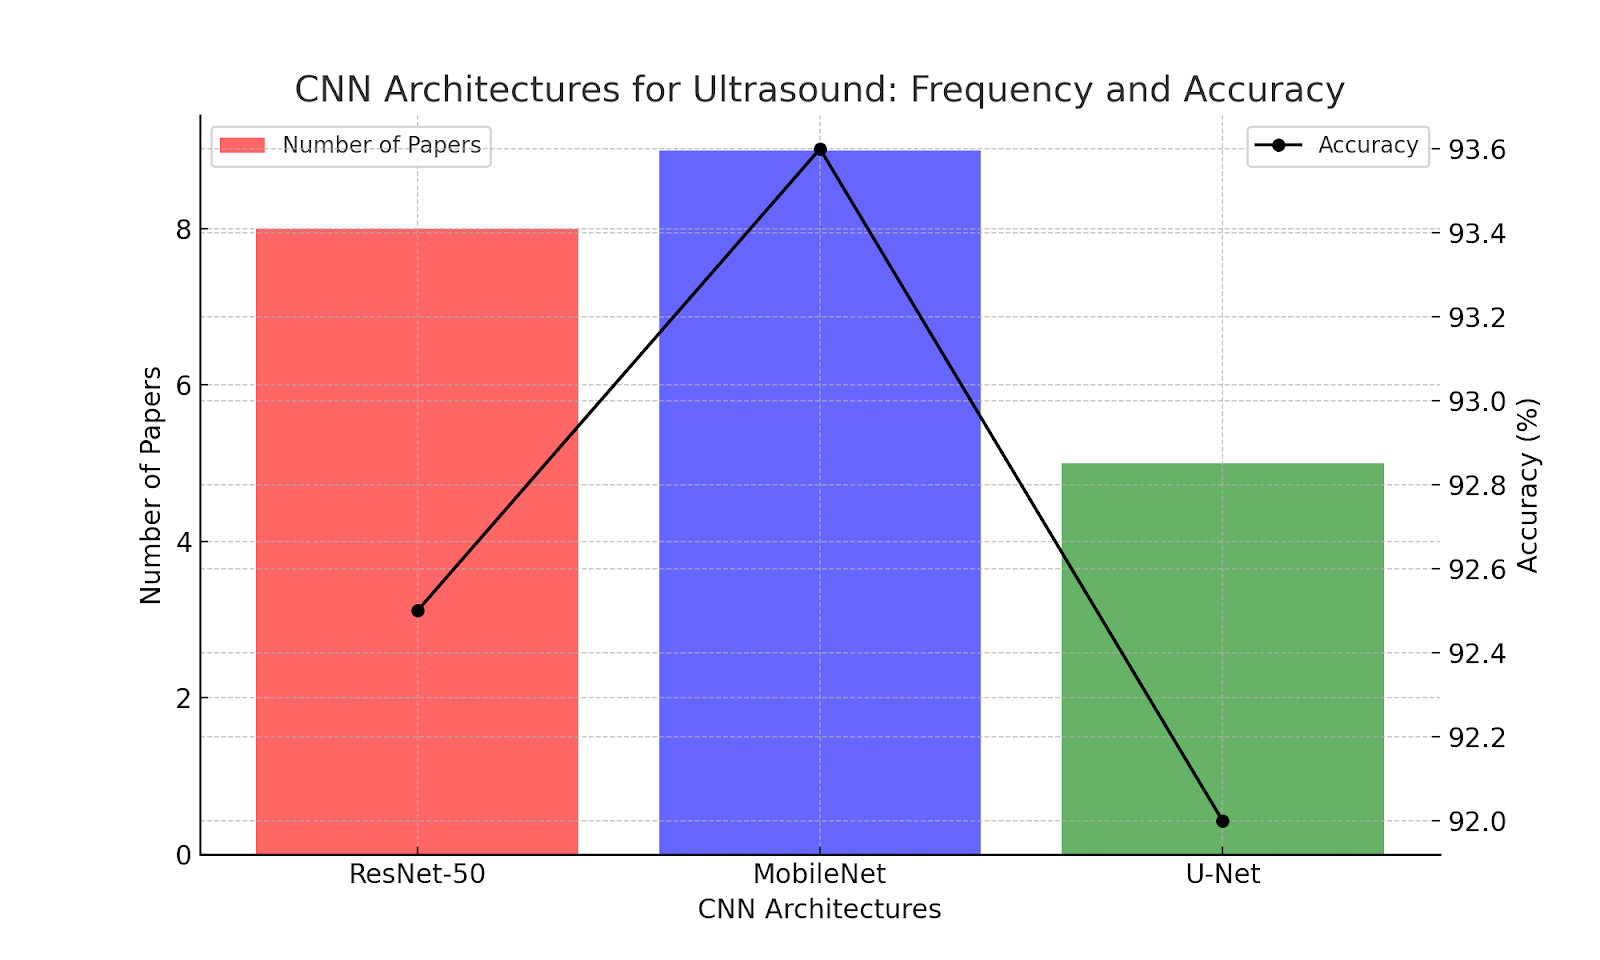 CNN Architectures for Ultrasound: Frequency and Accuracy
Number of Papers
Accuracy
8
6
4
2
0
Number of Papers
93.6
93.4
93.2
93.0
92.8
92.6
92.4
92.2
92.0
Accuracy (%)
ResNet-50 MobileNet U-Net
CNN Architectures